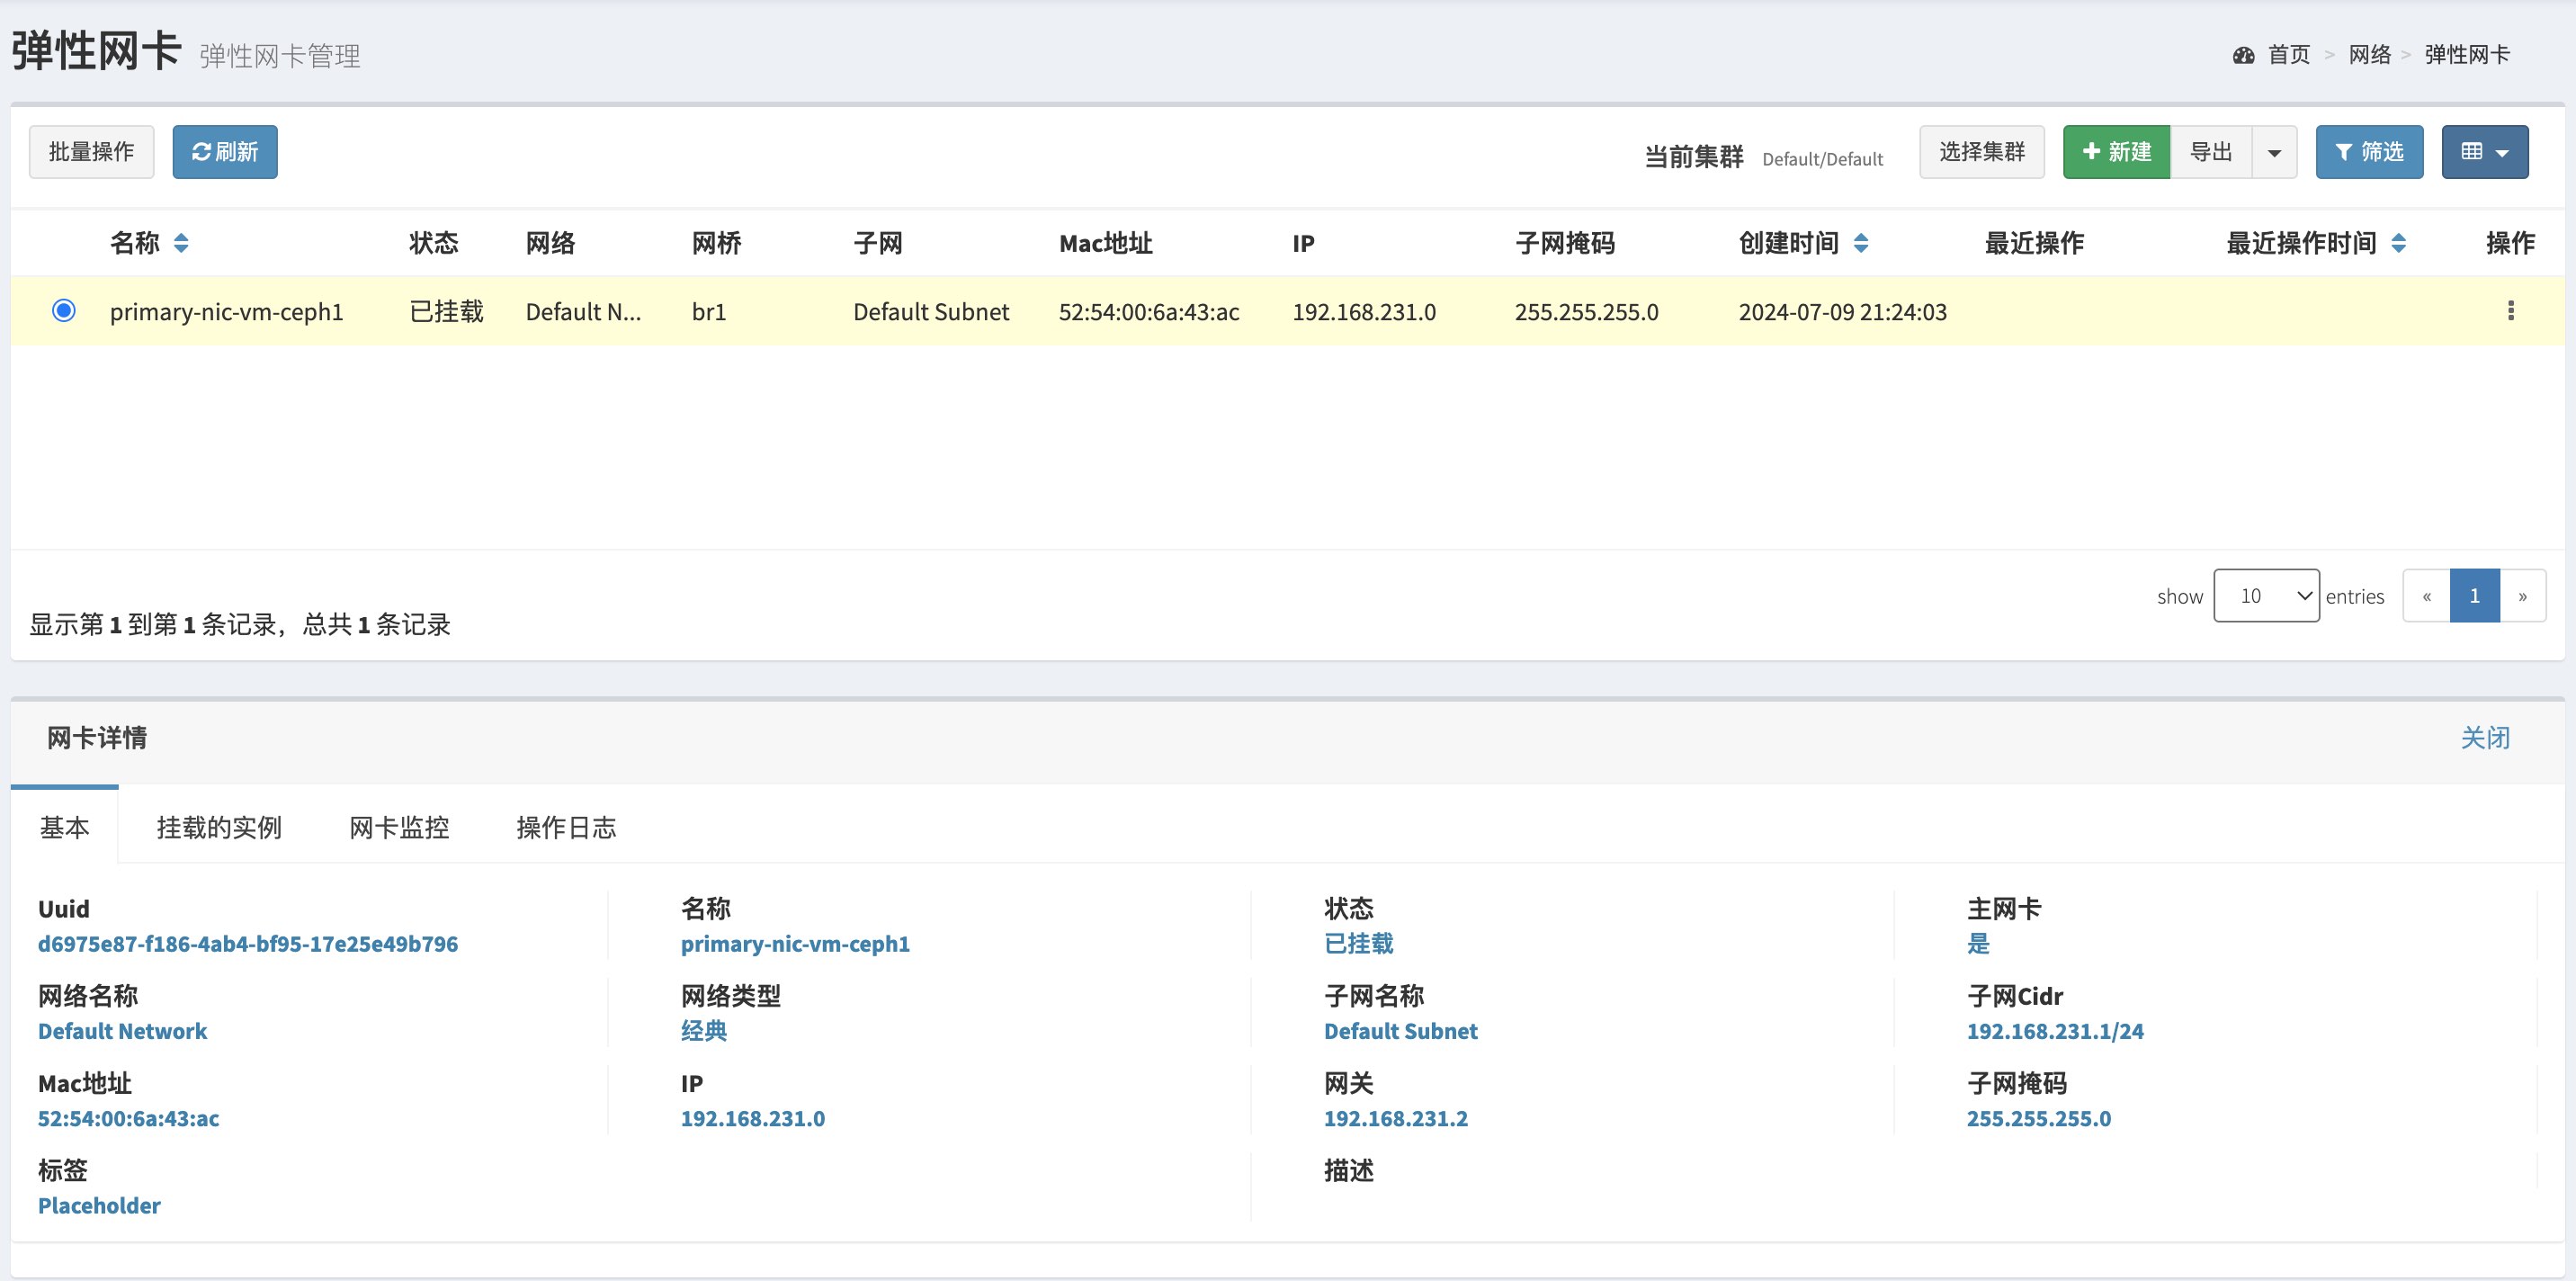 弹性网卡 弹性网卡管理 首页 > 网络 > 弹性网卡
批量操作 刷新 当前集群 Default/Default 选择集群 新建 导出 筛选
名称 状态 网络 网桥 子网 Mac地址 IP 子网掩码 创建时间 最近操作 最近操作时间 操作
primary-nic-vm-ceph1 已挂载 Default N... br1 Default Subnet 52:54:00:6a:43:ac 192.168.231.0 255.255.255.0 2024-07-09 21:24:03
show 10 entries « 1 »
显示第 1 到第 1 条记录，总共 1 条记录
网卡详情 关闭
基本 挂载的实例 网卡监控 操作日志
Uuid 名称 状态 主网卡
d6975e87-f186-4ab4-bf95-17e25e49b796 primary-nic-vm-ceph1 已挂载 是
网络名称 网络类型 子网名称 子网Cidr
Default Network 经典 Default Subnet 192.168.231.1/24
Mac地址 IP 网关 子网掩码
52:54:00:6a:43:ac 192.168.231.0 192.168.231.2 255.255.255.0
标签 描述
Placeholder